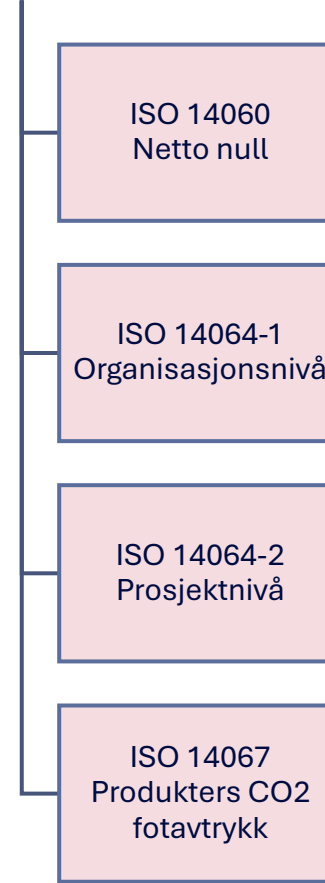 ISO 14060
Netto null
ISO 14064-1
Organisasjonsnivå
ISO 14064-2
Prosjektnivå
ISO 14067
Produkters CO2
fotavtrykk